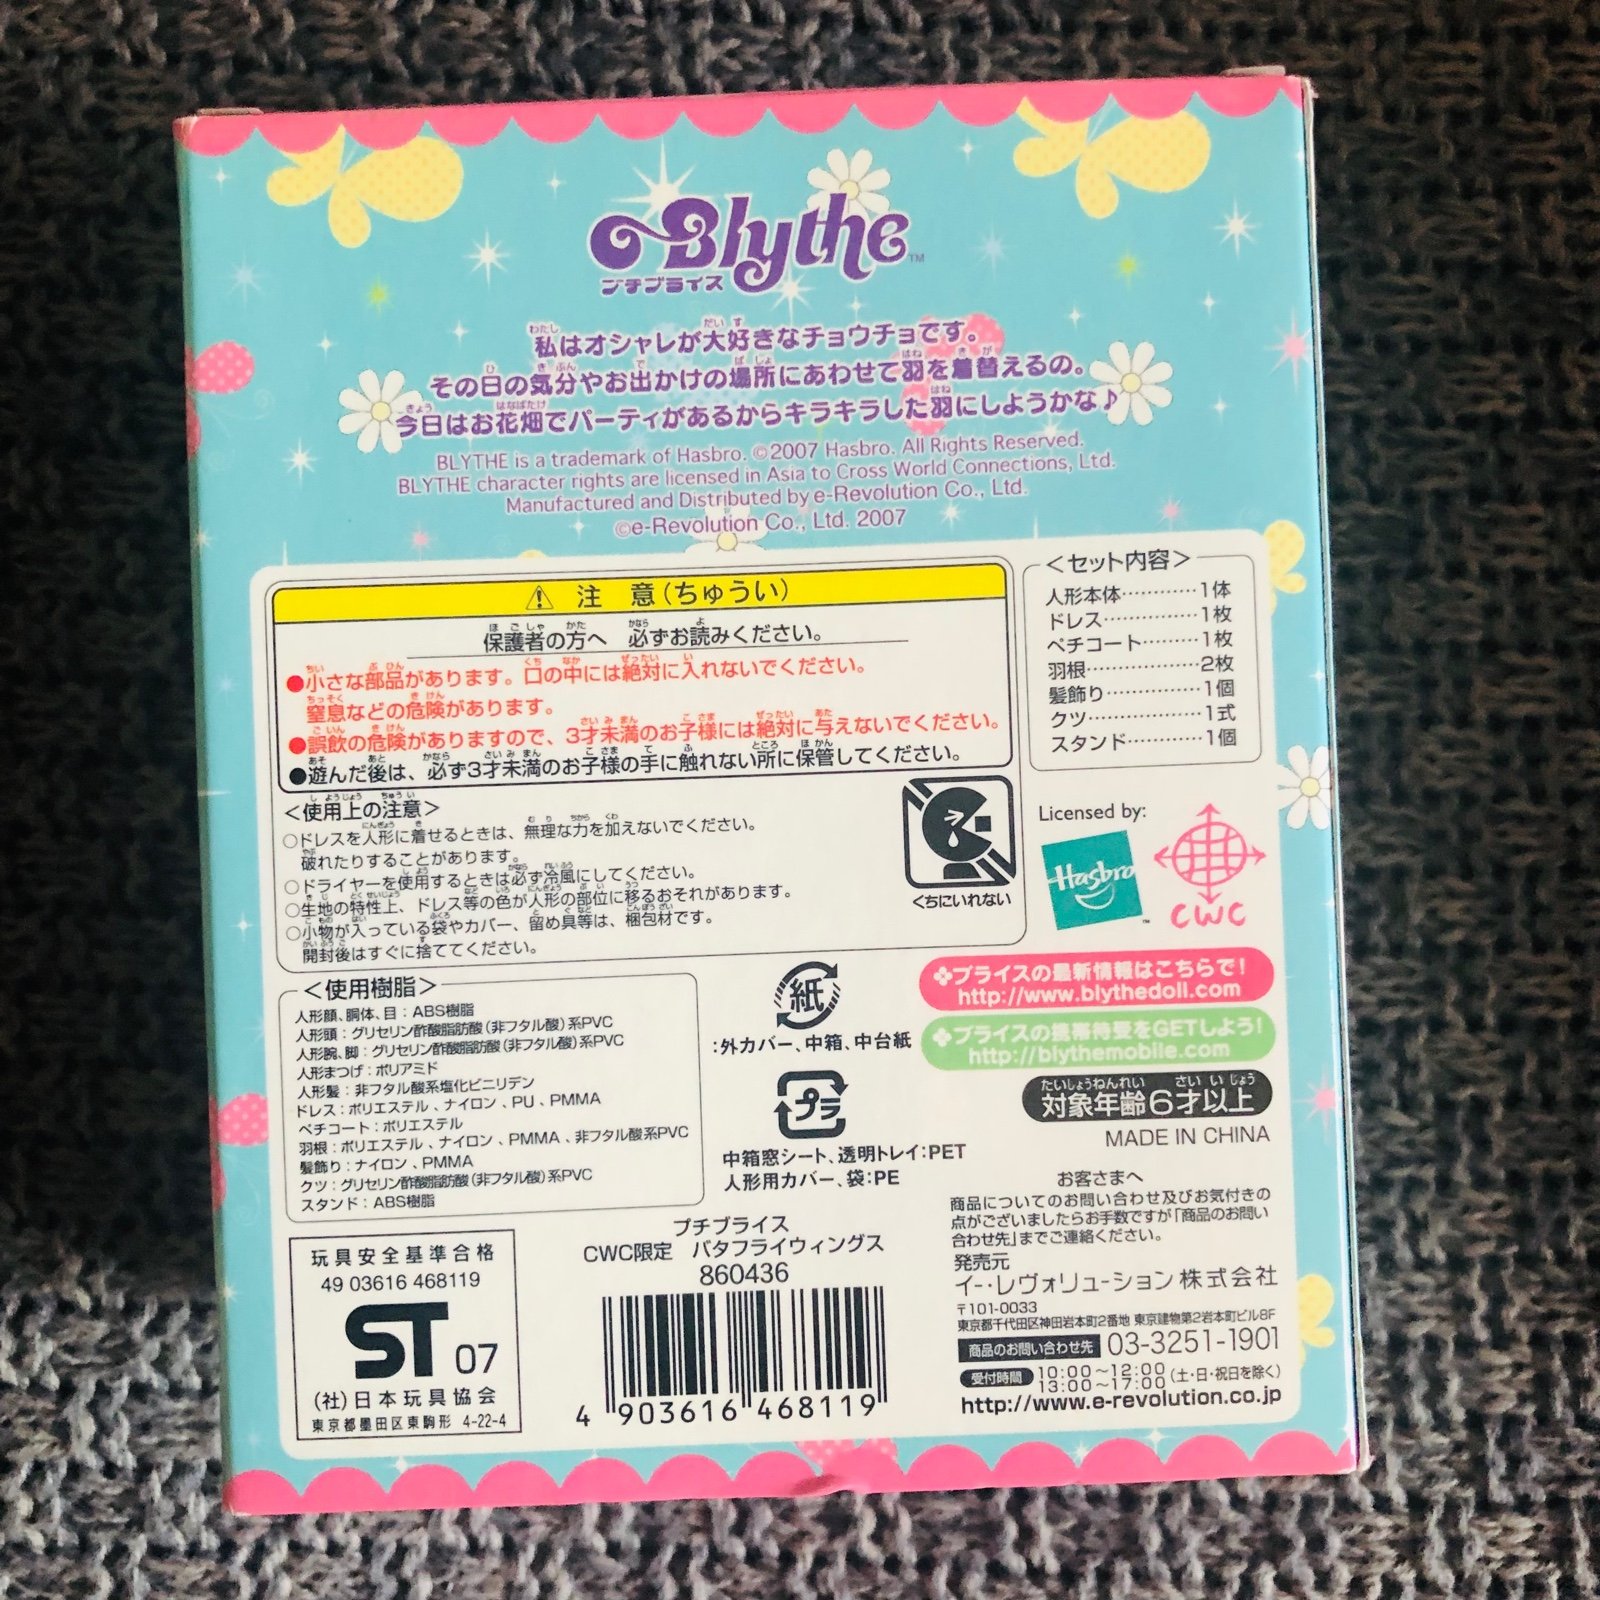 Blythe™
プチブライス
私はオシャレが大好きなチョウチョです。
その日の気分やお出かけの場所にあわせて羽を着替えるの。
今日はお花畑でパーティがあるからキラキラした羽にしようかな♪
BLYTHE is a trademark of Hasbro. ©2007 Hasbro. All Rights Reserved.
BLYTHE character rights are licensed in Asia to Cross World Connections, Ltd.
Manufactured and Distributed by e-Revolution Co., Ltd.
©e-Revolution Co., Ltd. 2007
⚠ 注 意(ちゅうい)
保護者の方へ 必ずお読みください。
●小さな部品があります。口の中には絶対に入れないでください。
窒息などの危険があります。
●誤飲の危険がありますので、3才未満のお子様には絶対に与えないでください。
●遊んだ後は、必ず3才未満のお子様の手に触れない所に保管してください。
<使用上の注意>
○ドレスを人形に着せるときは、無理な力を加えないでください。
破れたりすることがあります。
○ドライヤーを使用するときは必ず冷風にしてください。
○生地の特性上、ドレス等の色が人形の部位に移るおそれがあります。
○小物が入っている袋やカバー、留め具等は、梱包材です。
開封後はすぐに捨ててください。
くちにいれない
<セット内容>
人形本体…………1体
ドレス……………1枚
ペチコート………1枚
羽根………………2枚
髪飾り……………1個
クツ………………1式
スタンド…………1個
Licensed by:
Hasbro™
CWC
<使用樹脂>
人形顔、胴体、目：ABS樹脂
人形頭：グリセリン酢酸脂肪酸(非フタル酸)系PVC
人形腕、脚：グリセリン酢酸脂肪酸(非フタル酸)系PVC
人形まつげ：ポリアミド
人形髪：非フタル酸系塩化ビニリデン
ドレス：ポリエステル、ナイロン、PU、PMMA
ペチコート：ポリエステル
羽根：ポリエステル、ナイロン、PMMA、非フタル酸系PVC
髪飾り：ナイロン、PMMA
クツ：グリセリン酢酸脂肪酸(非フタル酸)系PVC
スタンド：ABS樹脂
紙
：外カバー、中箱、中台紙
プラ
中箱窓シート、透明トレイ：PET
人形用カバー、袋：PE
ブライスの最新情報はこちらで！
http://www.blythedoll.com
ブライスの携帯待受をGETしよう！
http://blythemobile.com
対象年齢6才以上
MADE IN CHINA
お客さまへ
商品についてのお問い合わせ及びお気付きの
点がございましたらお手数ですが「商品のお問い
合わせ先」までご連絡ください。
発売元
イー・レヴォリューション株式会社
〒101-0033
東京都千代田区神田岩本町2番地 東京建物第2岩本町ビル8F
商品のお問い合わせ先 03-3251-1901
受付時間 10:00～12:00
13:00～17:00 (土・日・祝日を除く)
http://www.e-revolution.co.jp
玩具安全基準合格
49 03616 468119
ST 07
(社)日本玩具協会
東京都墨田区東駒形 4-22-4
プチブライス
CWC限定 バタフライウィングス
860436
4 903616 468119